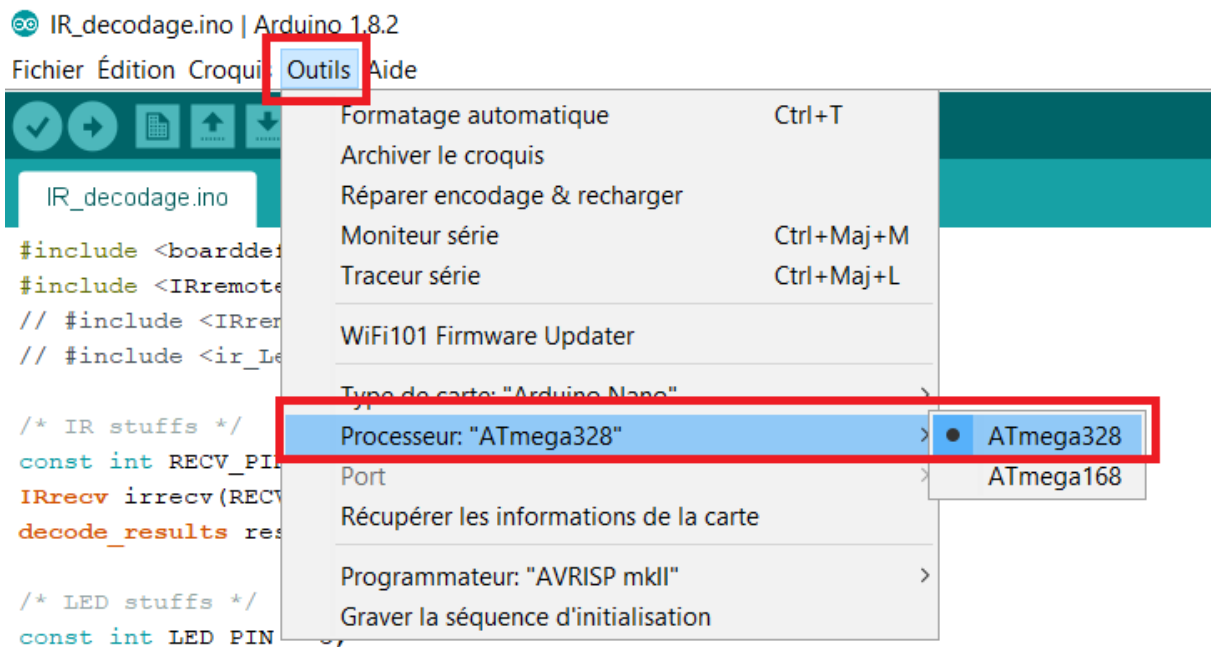 IR_decodage.ino | Arduino 1.8.2
Fichier Édition Croquis Outils Aide
Formatage automatique Ctrl+T
Archiver le croquis
Réparer encodage & recharger
Moniteur série Ctrl+Maj+M
Traceur série Ctrl+Maj+L
WiFi101 Firmware Updater
Type de carte: "Arduino Nano"
Processeur: "ATmega328"
ATmega328
Port
ATmega168
Récupérer les informations de la carte
Programmateur: "AVRISP mkII"
Graver la séquence d'initialisation
IR_decodage.ino
#include <boarddef
#include <IRremote
// #include <IRrem
// #include <ir_Le
/* IR stuffs */
const int RECV_PIN
IRrecv irrecv(RECV
decode_results res
/* LED stuffs */
const int LED_PIN